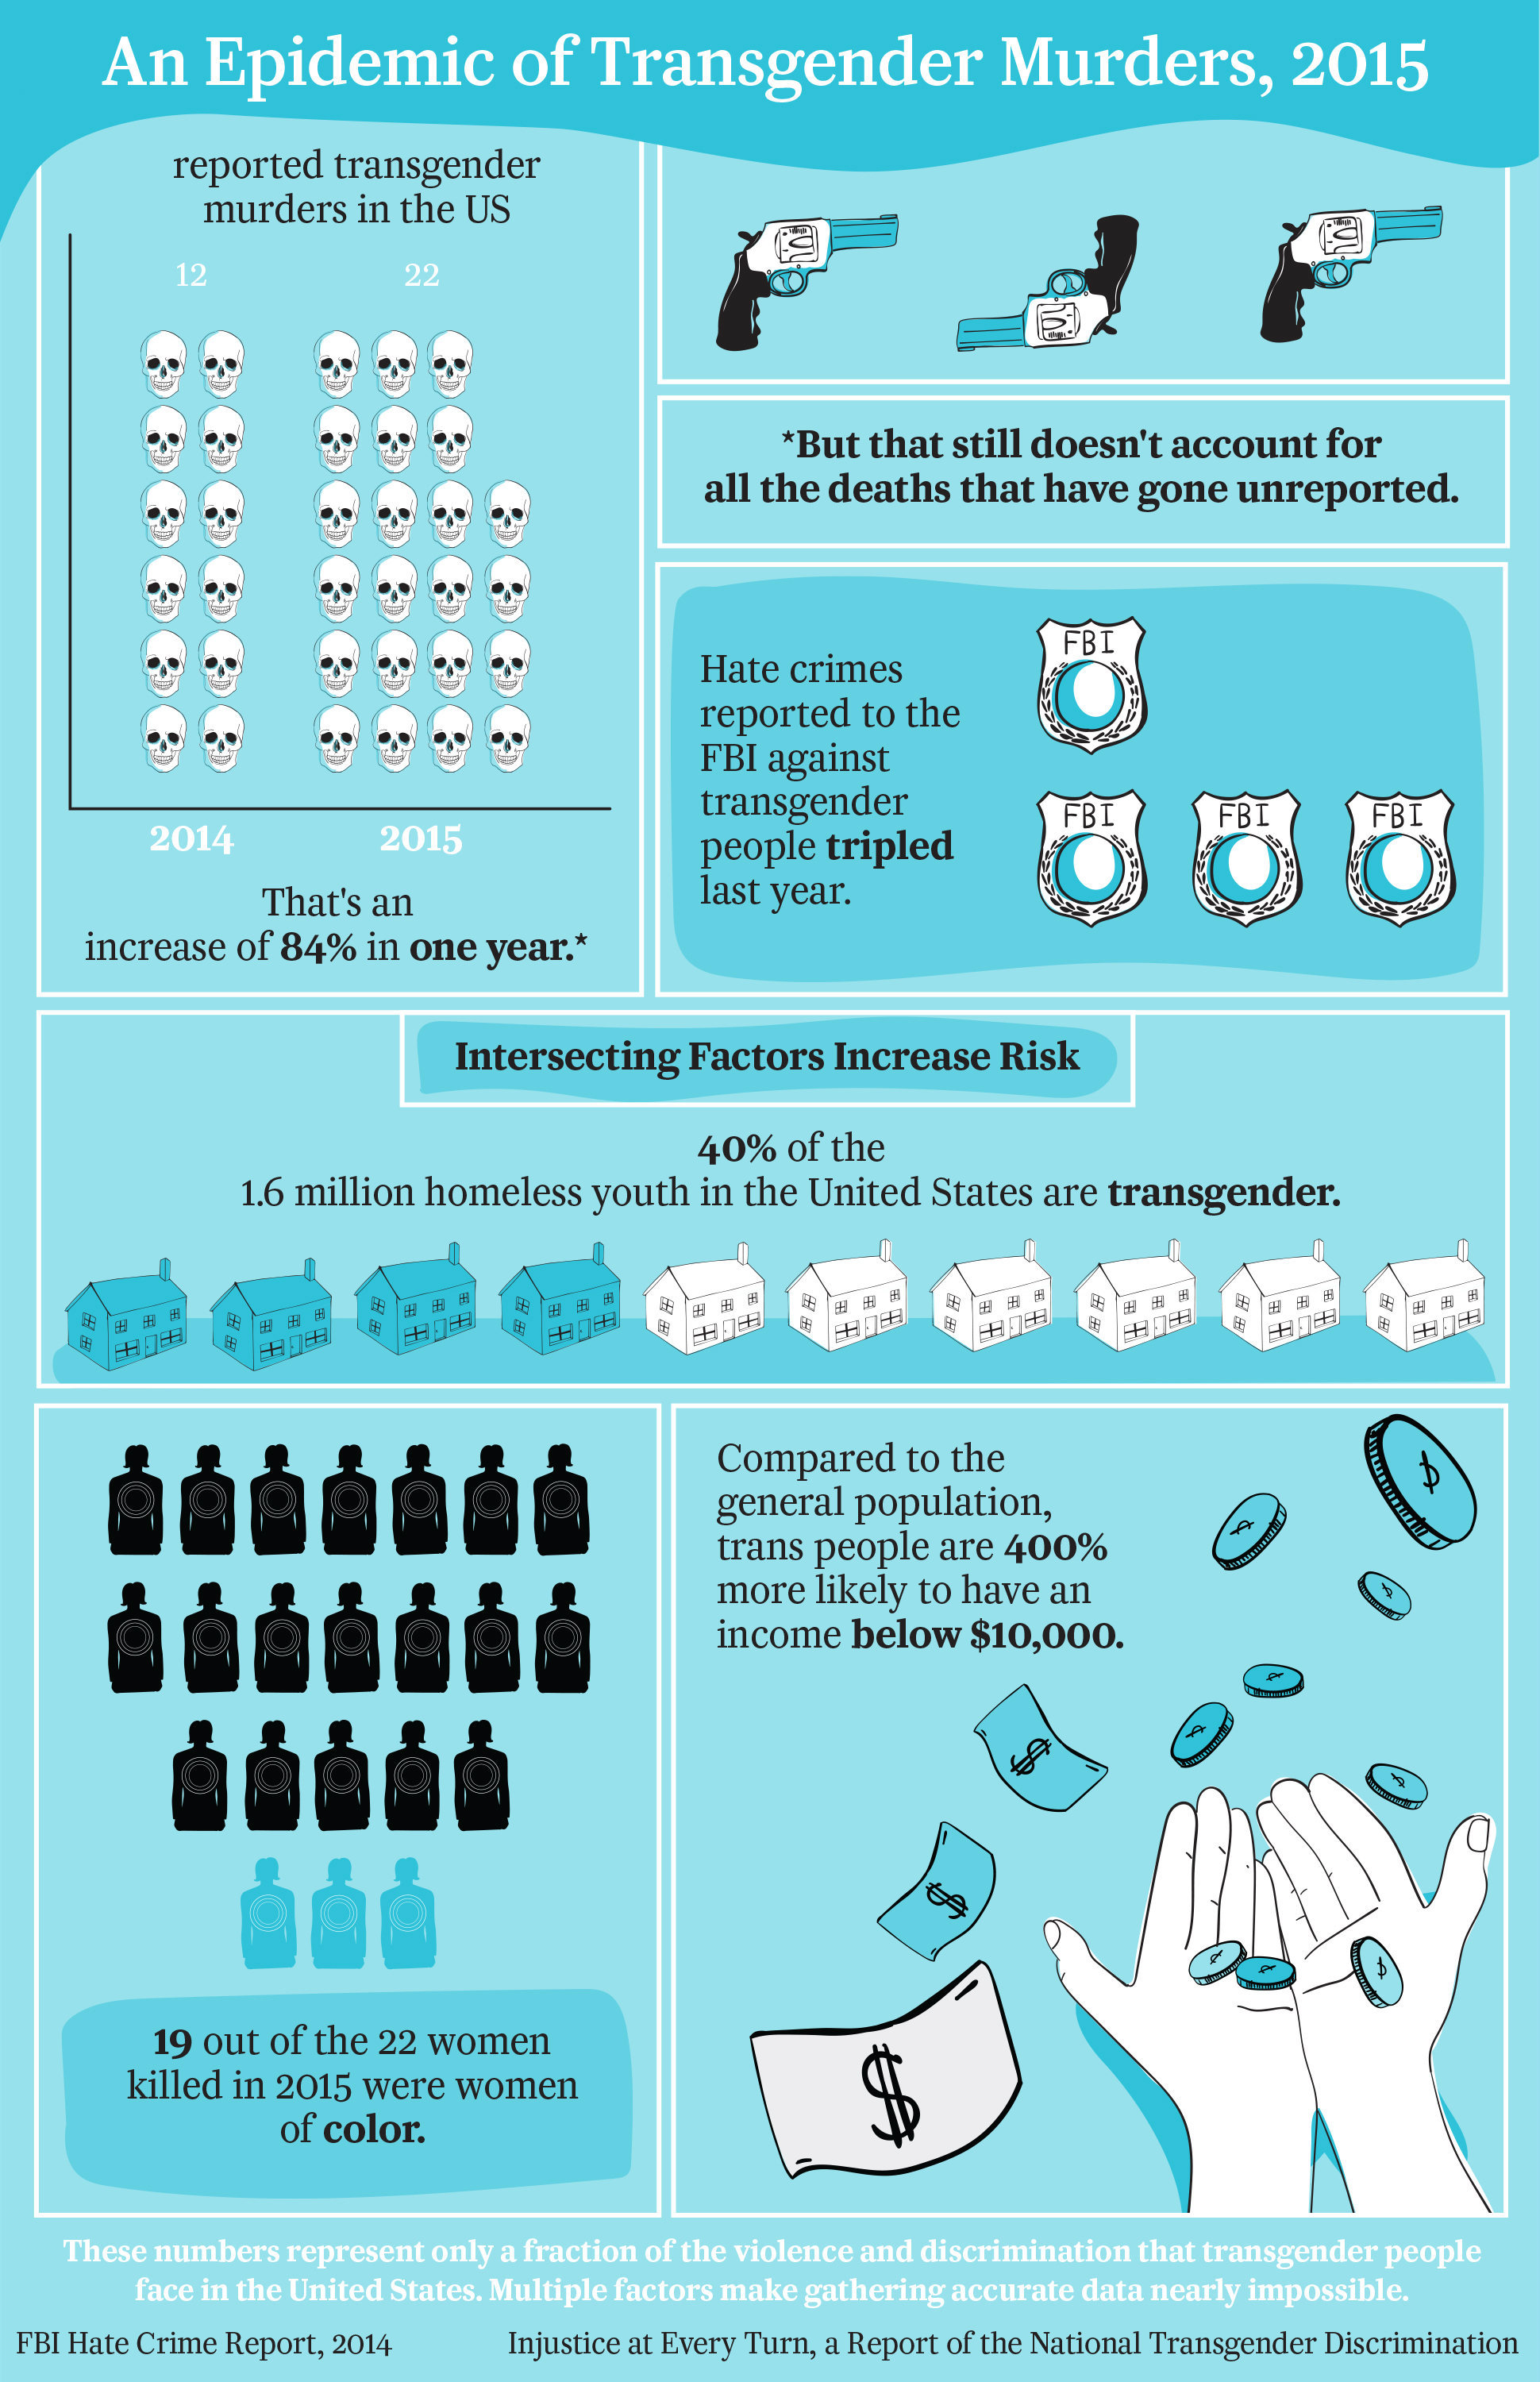 An Epidemic of Transgender Murders, 2015
reported transgender
murders in the US
12
22
2014
2015
That's an
increase of 84% in one year.*
*But that still doesn't account for
all the deaths that have gone unreported.
Hate crimes
reported to the
FBI against
transgender
people tripled
last year.
FBI
FBI
FBI
FBI
Intersecting Factors Increase Risk
40% of the
1.6 million homeless youth in the United States are transgender.
19 out of the 22 women
killed in 2015 were women
of color.
Compared to the
general population,
trans people are 400%
more likely to have an
income below $10,000.
$
$
$
$
$
$
$
$
$
$
$
$
These numbers represent only a fraction of the violence and discrimination that transgender people
face in the United States. Multiple factors make gathering accurate data nearly impossible.
FBI Hate Crime Report, 2014
Injustice at Every Turn, a Report of the National Transgender Discrimination